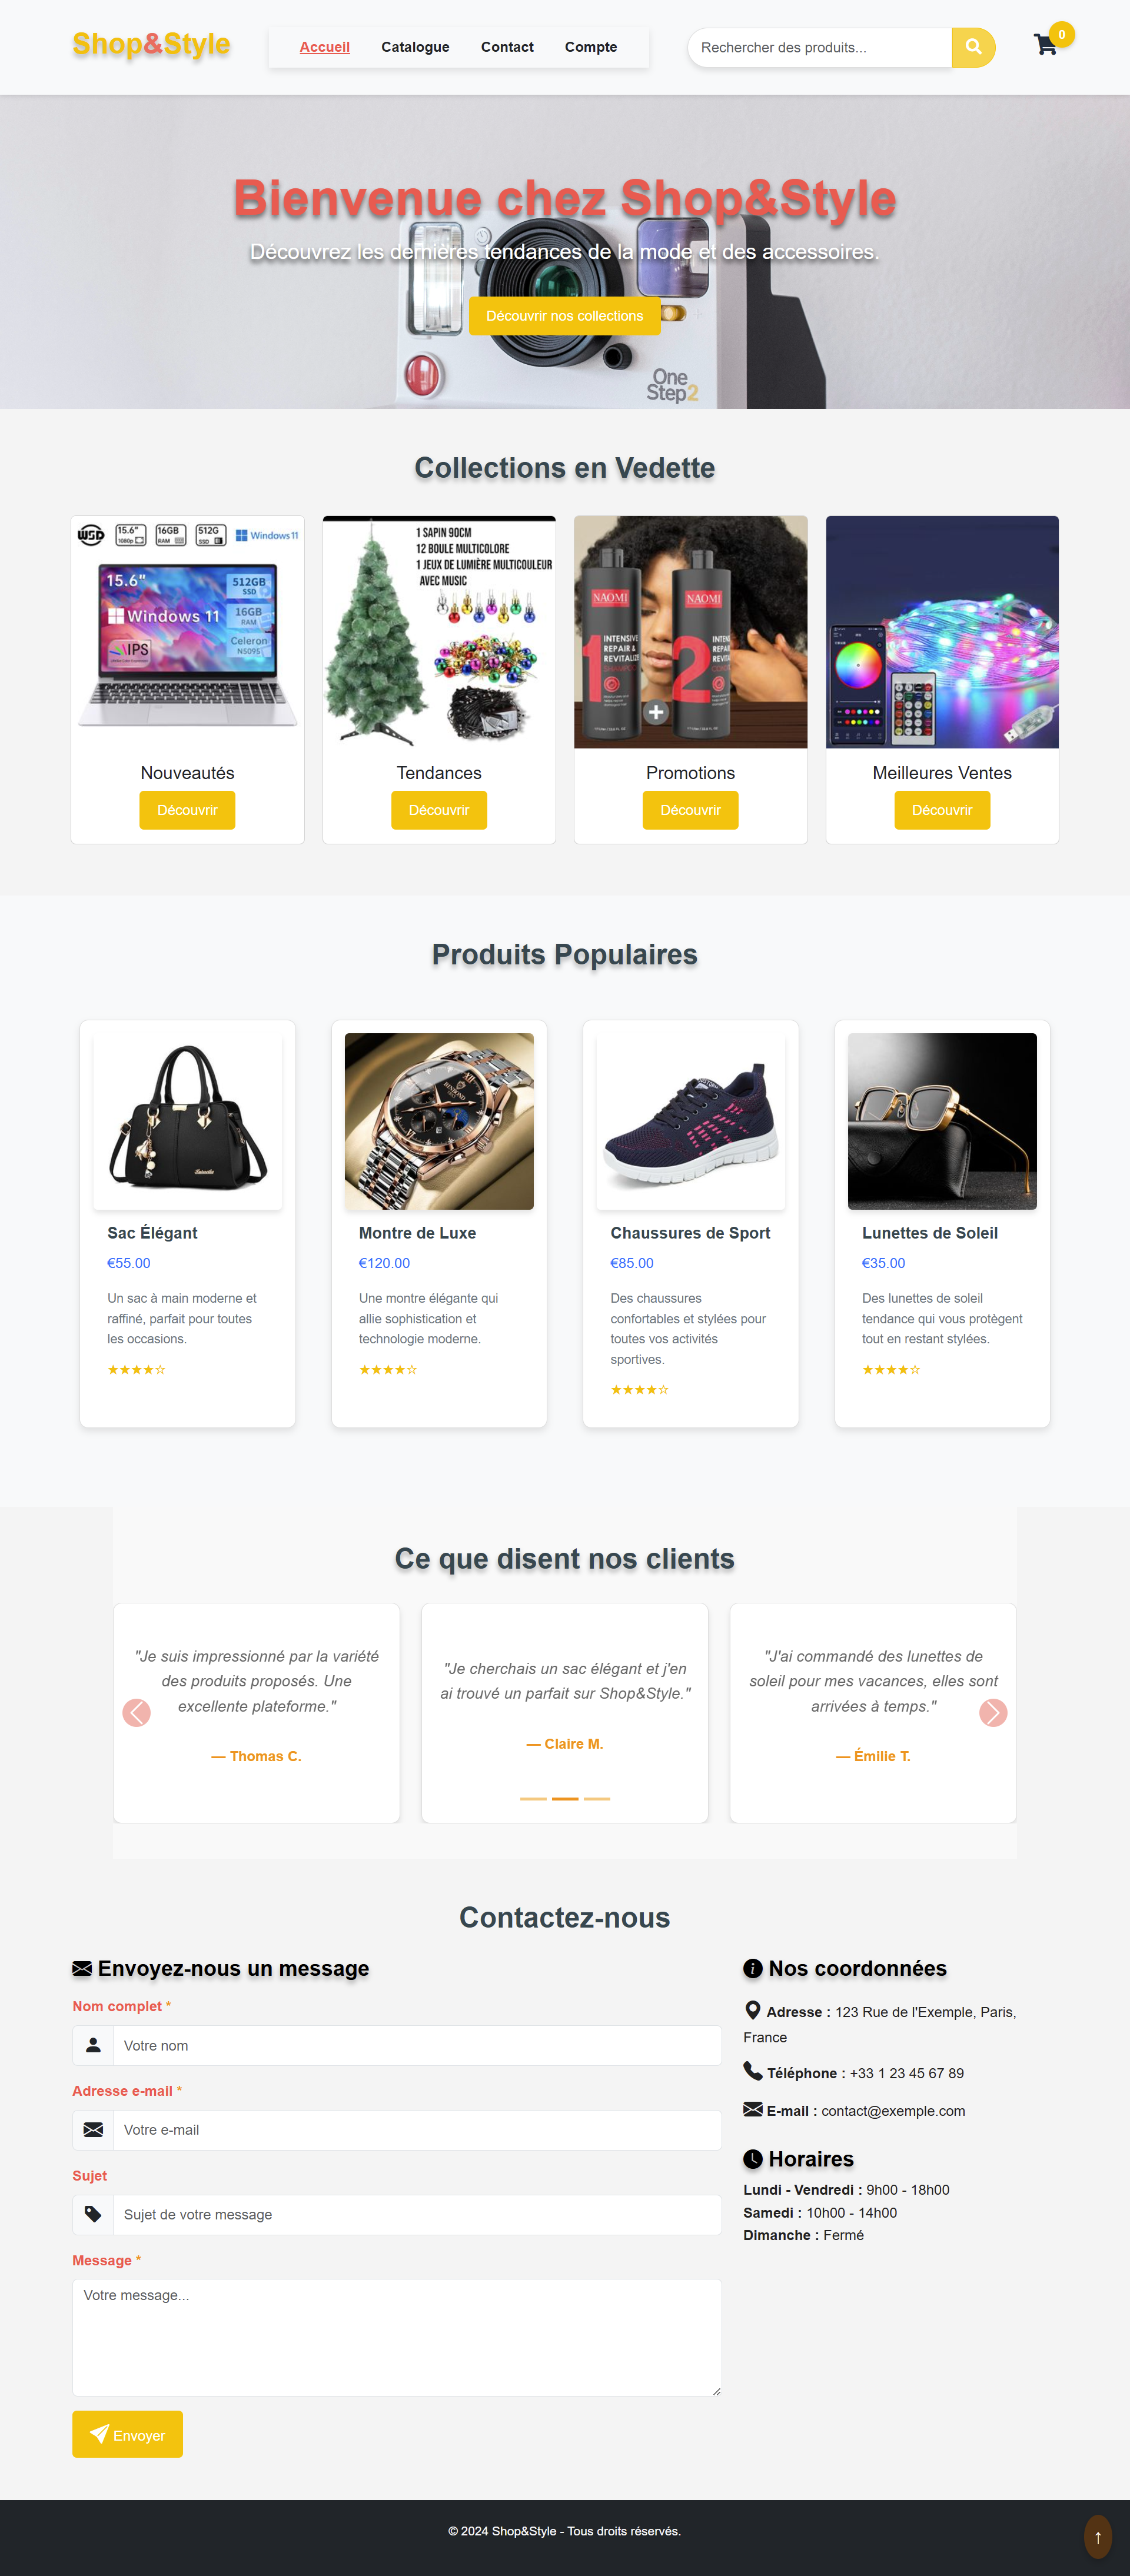 Shop&Style
Accueil
Catalogue
Contact
Compte
Rechercher des produits...
0
Bienvenue chez Shop&Style
Découvrez les dernières tendances de la mode et des accessoires.
Découvrir nos collections
One
Step2
Collections en Vedette
WSD
15.6"
1080p
16GB
RAM
512G
SSD
Windows 11
15.6"
Windows 11
IPS
512GB
SSD
16GB
RAM
Celeron
N5095
1 SAPIN 90CM
12 BOULE MULTICOLORE
1 JEUX DE LUMIÈRE MULTICOULEUR
AVEC MUSIC
NAOMI
1
INTENSIVE
REPAIR &
REVITALIZE
NAOMI
2
Nouveautés
Découvrir
Tendances
Découvrir
Promotions
Découvrir
Meilleures Ventes
Découvrir
Produits Populaires
Sac Élégant
€55.00
Un sac à main moderne et
raffiné, parfait pour toutes
les occasions.
★★★★☆
Montre de Luxe
€120.00
Une montre élégante qui
allie sophistication et
technologie moderne.
★★★★☆
Chaussures de Sport
€85.00
Des chaussures
confortables et stylées pour
toutes vos activités
sportives.
★★★★☆
Lunettes de Soleil
€35.00
Des lunettes de soleil
tendance qui vous protègent
tout en restant stylées.
★★★★☆
Ce que disent nos clients
"Je suis impressionné par la variété
des produits proposés. Une
excellente plateforme."
— Thomas C.
"Je cherchais un sac élégant et j'en
ai trouvé un parfait sur Shop&Style."
— Claire M.
"J'ai commandé des lunettes de
soleil pour mes vacances, elles sont
arrivées à temps."
— Émilie T.
Contactez-nous
Envoyez-nous un message
Nom complet *
Votre nom
Adresse e-mail *
Votre e-mail
Sujet
Sujet de votre message
Message *
Votre message...
Envoyer
Nos coordonnées
Adresse : 123 Rue de l'Exemple, Paris,
France
Téléphone : +33 1 23 45 67 89
E-mail : contact@exemple.com
Horaires
Lundi - Vendredi : 9h00 - 18h00
Samedi : 10h00 - 14h00
Dimanche : Fermé
© 2024 Shop&Style - Tous droits réservés.
↑